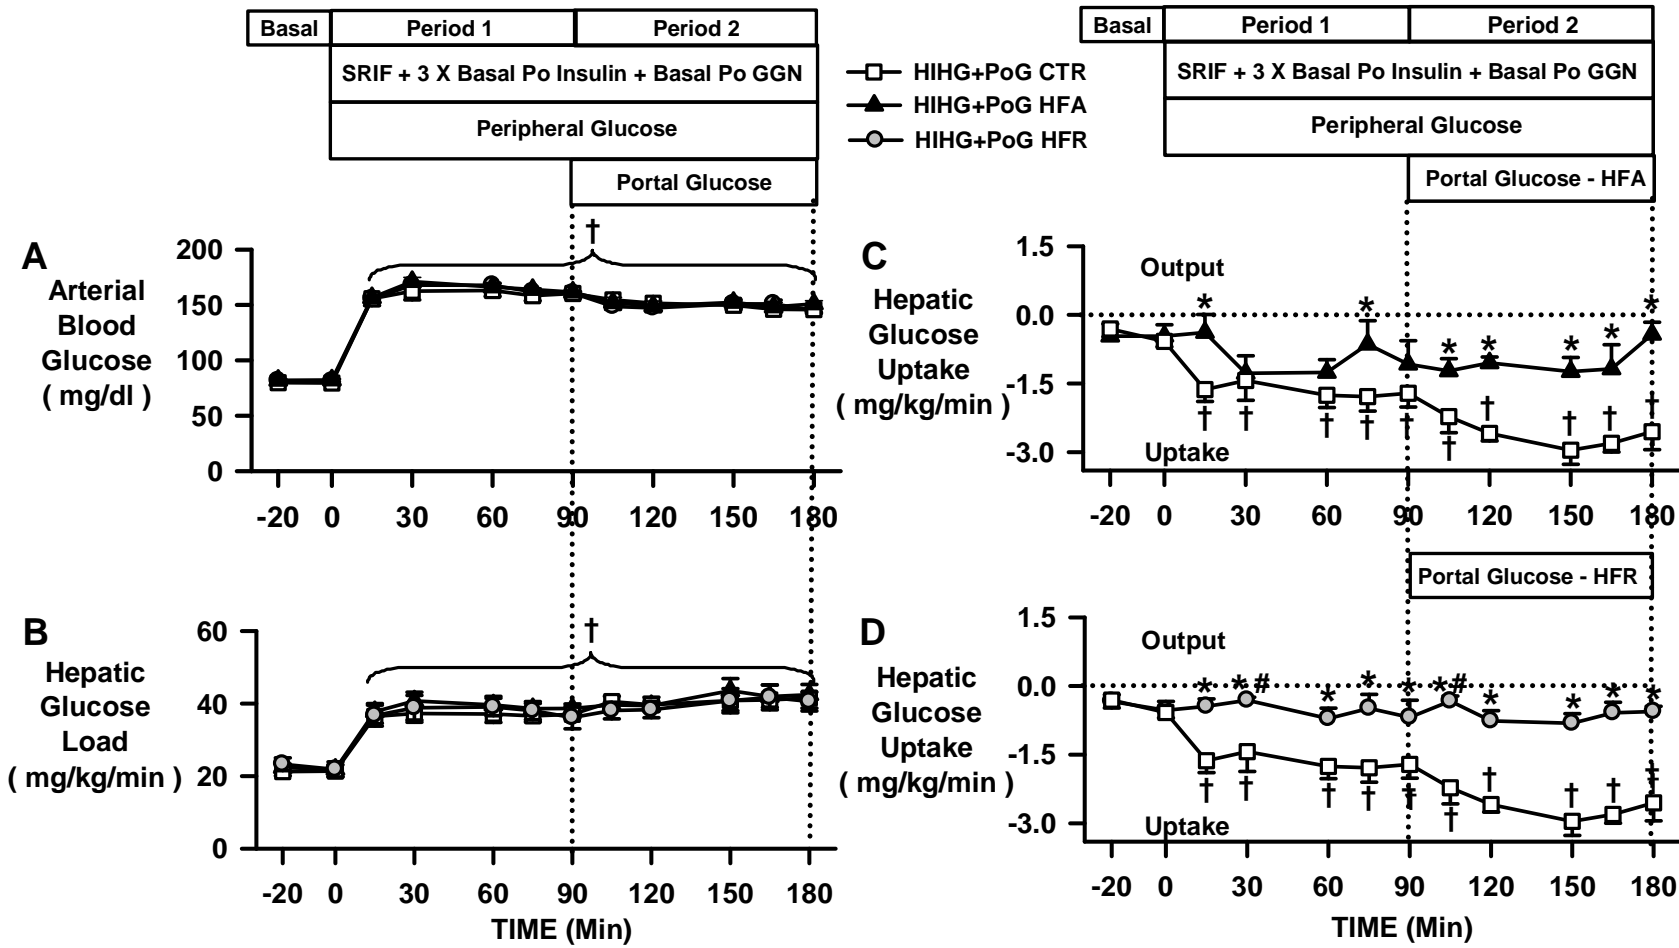 Basal Period 1 Period 2
SRIF + 3 X Basal Po Insulin + Basal Po GGN
Peripheral Glucose
Portal Glucose
HIHG+PoG CTR
HIHG+PoG HFA
HIHG+PoG HFR
Basal Period 1 Period 2
SRIF + 3 X Basal Po Insulin + Basal Po GGN
Peripheral Glucose
Portal Glucose - HFA
A
Arterial
Blood
Glucose
( mg/dl )
200
150
100
50
0
†
-20 0 30 60 90 120 150 180
B
Hepatic
Glucose
Load
( mg/kg/min )
60
40
20
0
†
-20 0 30 60 90 120 150 180
TIME (Min)
C
Hepatic
Glucose
Uptake
( mg/kg/min )
1.5
0.0
-1.5
-3.0
Output
* * * * * * *
† † † † † † † † † †
Uptake
-20 0 30 60 90 120 150 180
Portal Glucose - HFR
D
Hepatic
Glucose
Uptake
( mg/kg/min )
1.5
0.0
-1.5
-3.0
Output
* *# * * * *# * * * *
† † † † † † † † † †
Uptake
-20 0 30 60 90 120 150 180
TIME (Min)